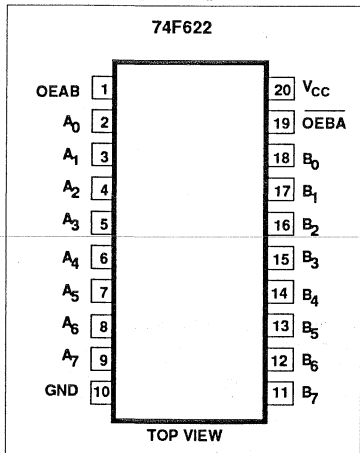 74F622
OEAB 1 20 VCC
A0 2 19 OEBA
A1 3 18 B0
A2 4 17 B1
A3 5 16 B2
A4 6 15 B3
A5 7 14 B4
A6 8 13 B5
A7 9 12 B6
GND 10 11 B7
TOP VIEW